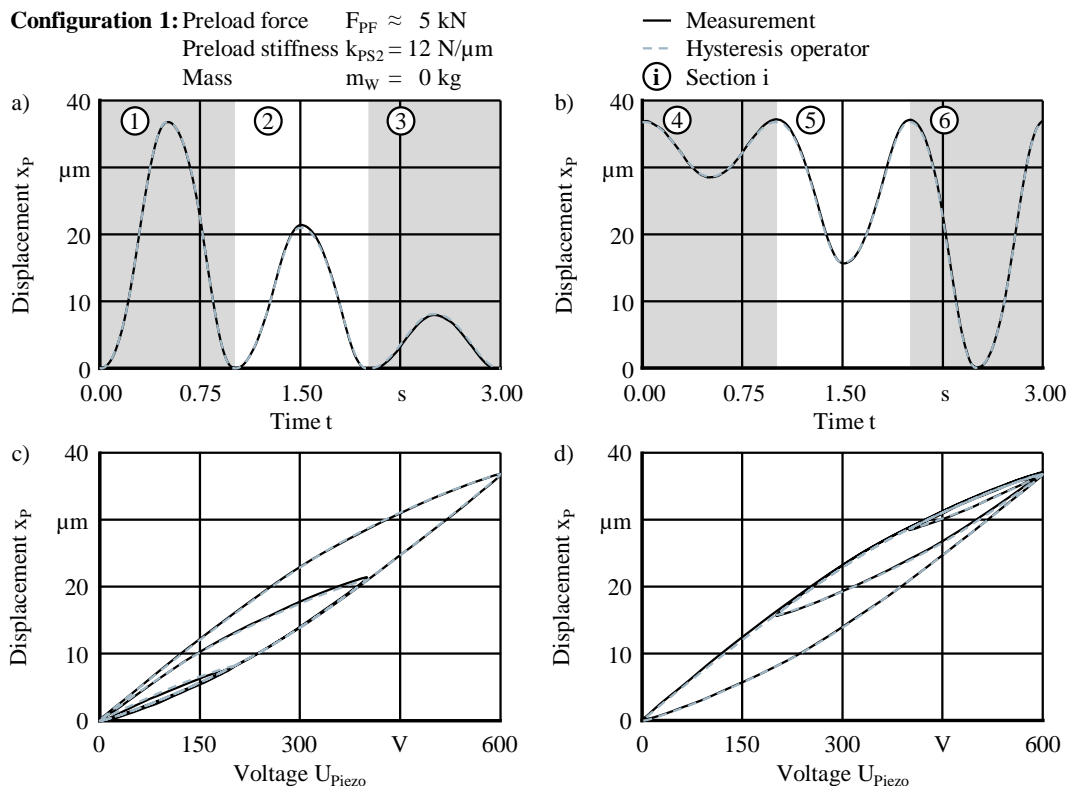 Configuration 1: Preload force F_PF ≈ 5 kN
Preload stiffness k_PS2 = 12 N/µm
Mass m_W = 0 kg
Measurement
Hysteresis operator
i Section i
a)
40
µm
20
10
0
Displacement x_P
1 2 3
0.00 0.75 1.50 s 3.00
Time t
b)
40
µm
20
10
0
Displacement x_P
4 5 6
0.00 0.75 1.50 s 3.00
Time t
c)
40
µm
20
10
0
Displacement x_P
0 150 300 V 600
Voltage U_Piezo
d)
40
µm
20
10
0
Displacement x_P
0 150 300 V 600
Voltage U_Piezo